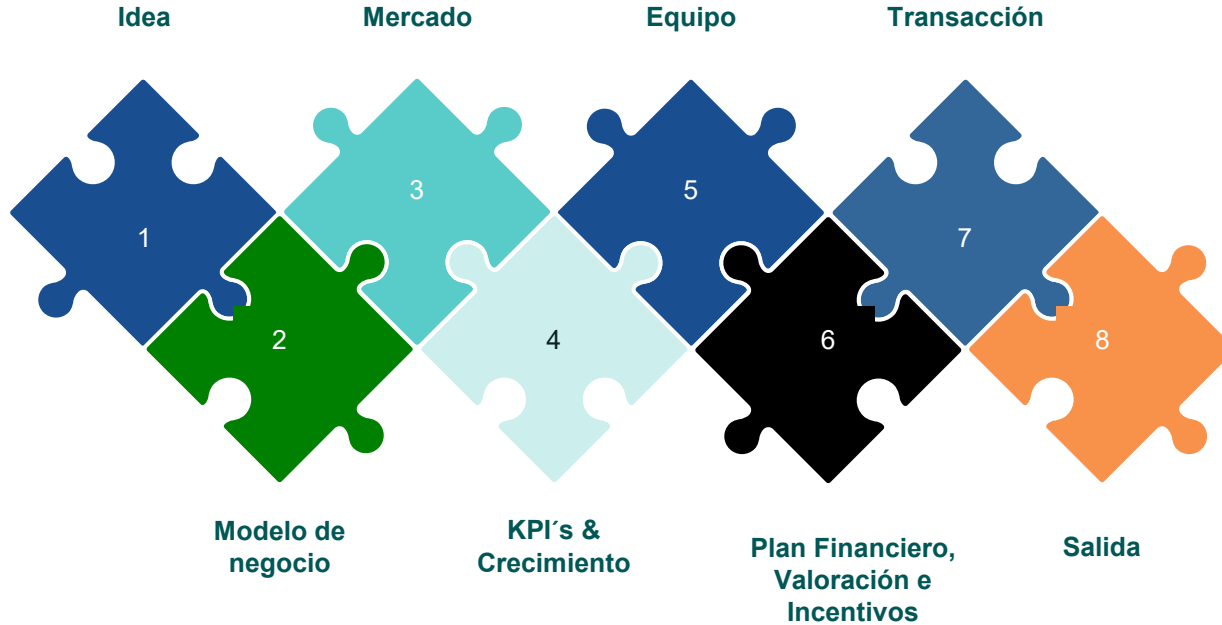 Idea
Mercado
Equipo
Transacción
1
3
5
7
2
4
6
8
Modelo de
negocio
KPI´s &
Crecimiento
Plan Financiero,
Valoración e
Incentivos
Salida